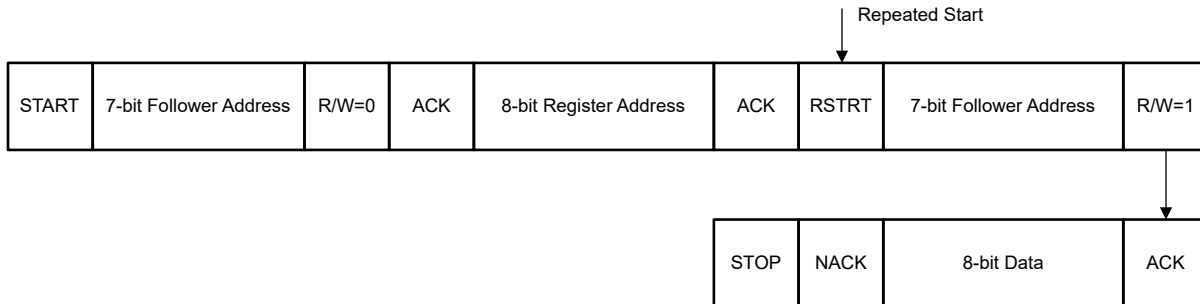 Repeated Start
START 7-bit Follower Address R/W=0 ACK 8-bit Register Address ACK RSTRT 7-bit Follower Address R/W=1
STOP NACK 8-bit Data ACK